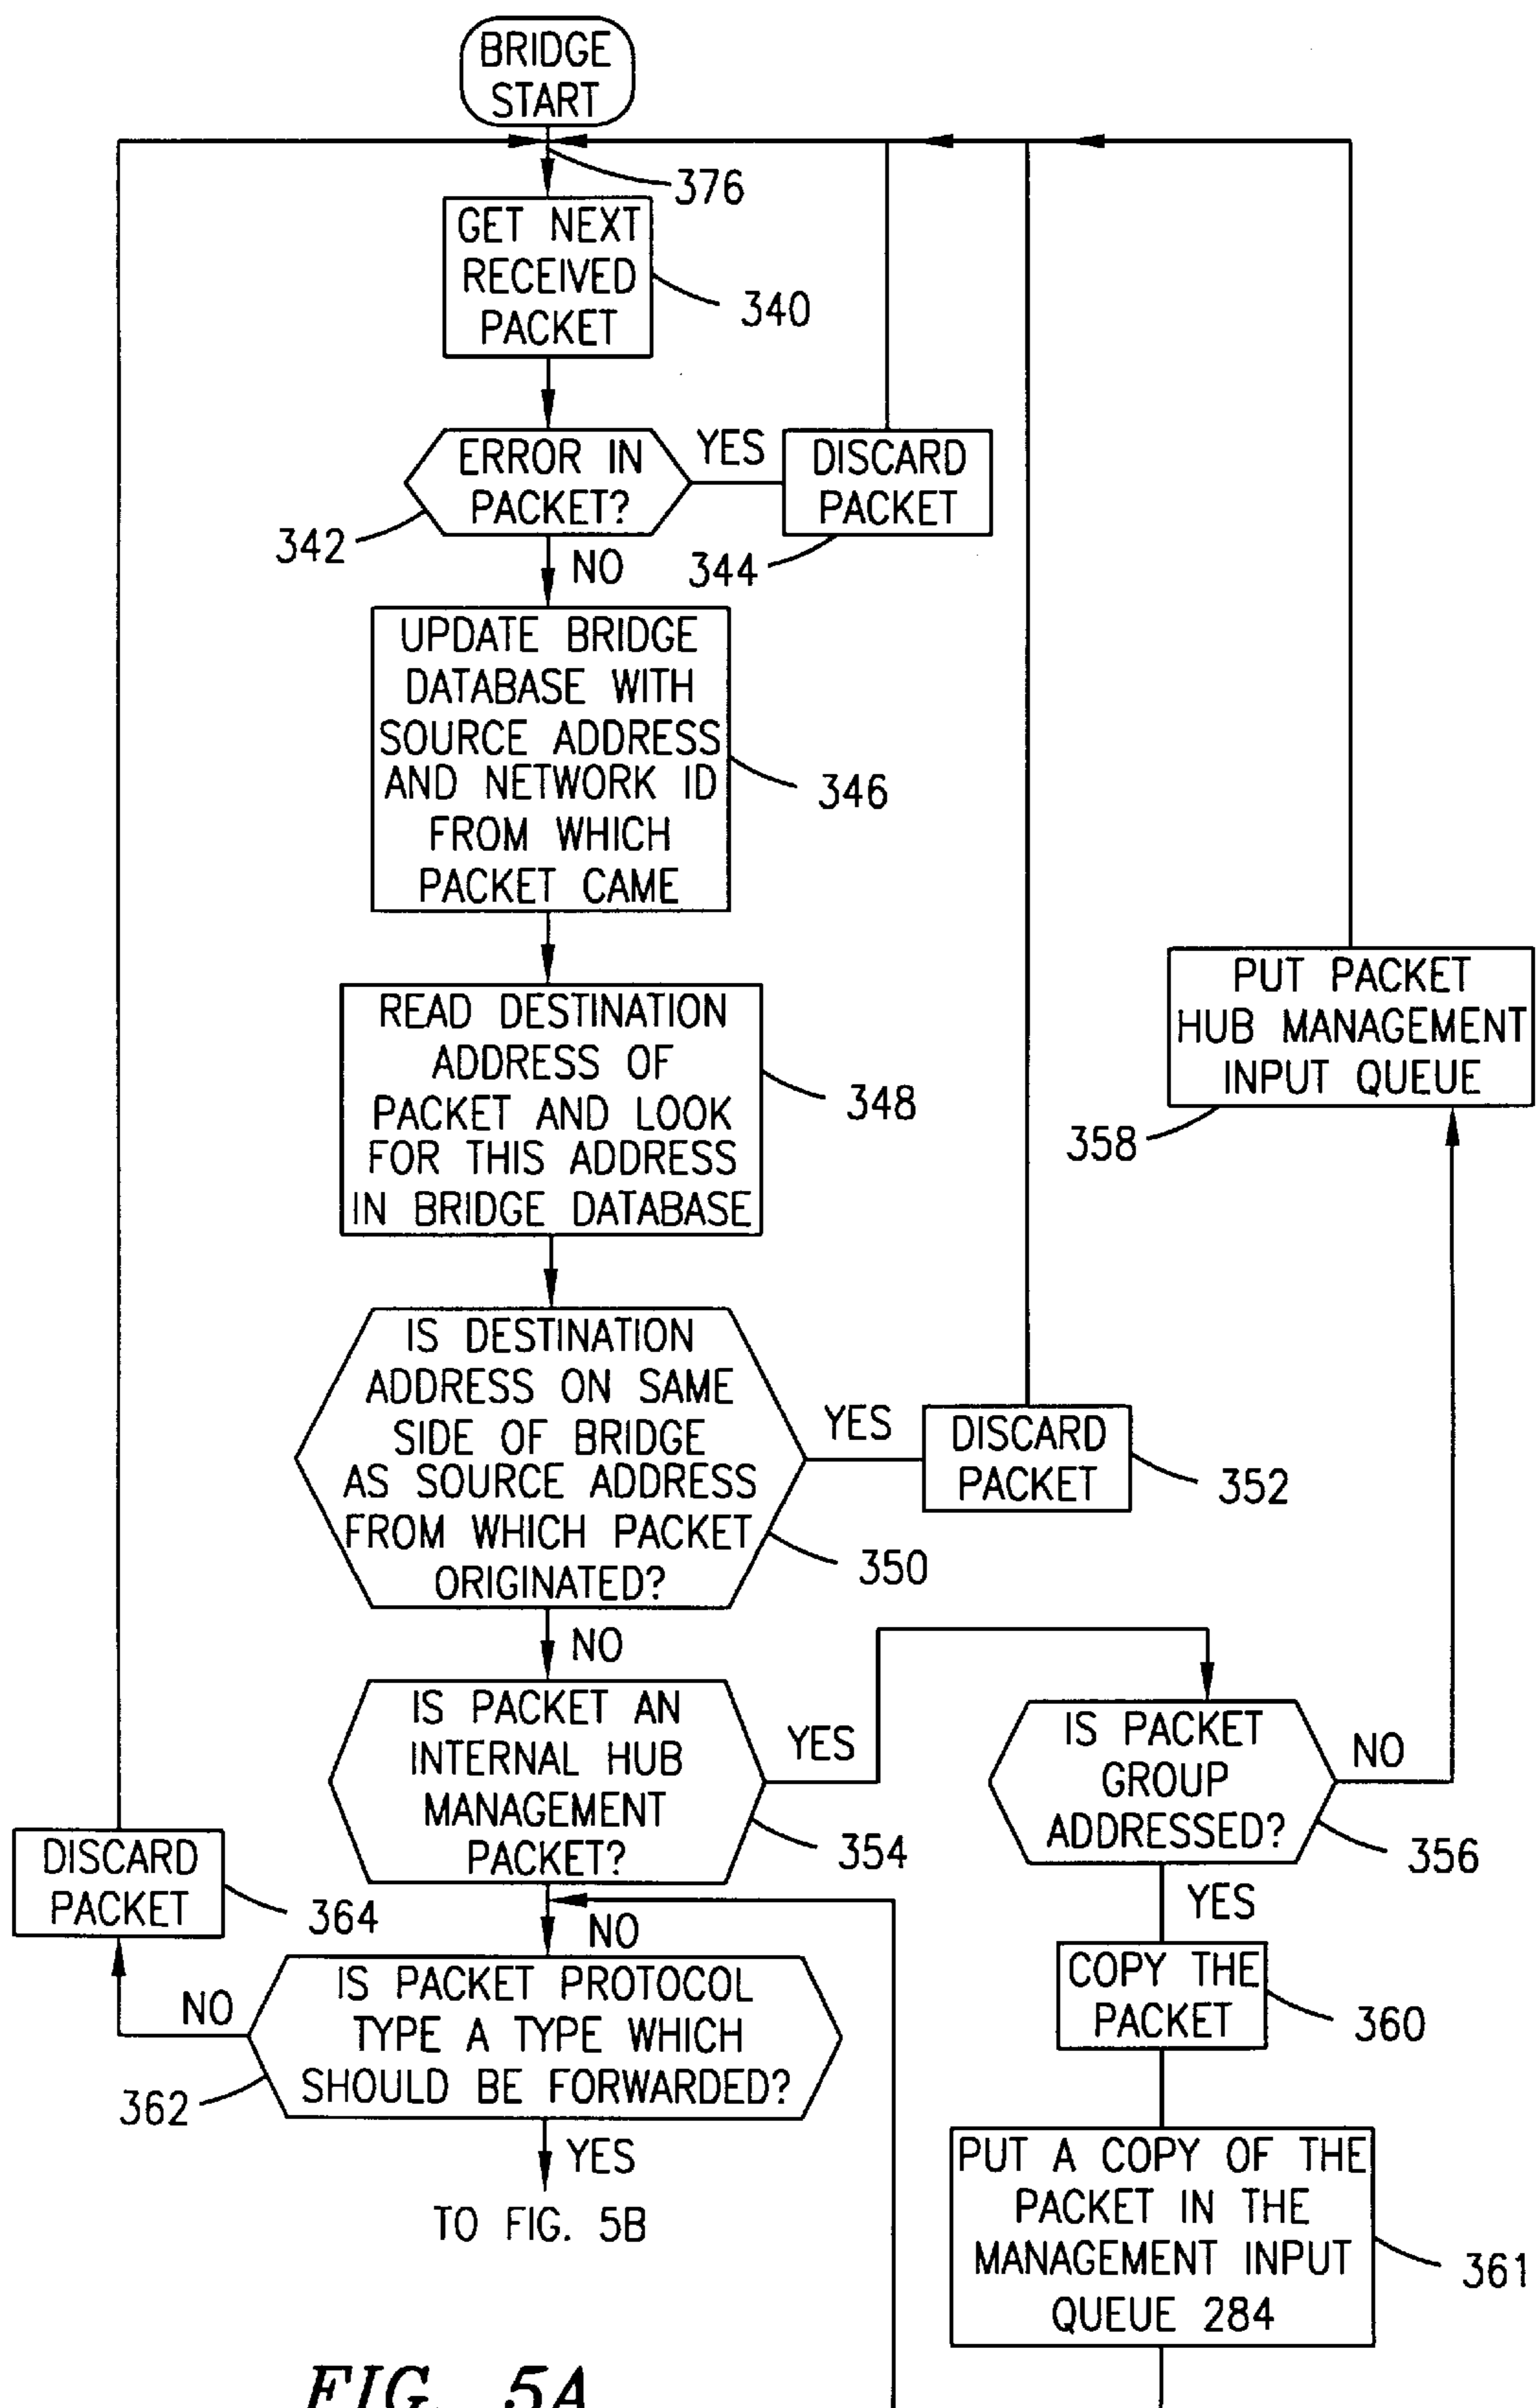 BRIDGE
START
376
GET NEXT
RECEIVED
PACKET
340
ERROR IN
PACKET?
342
YES
DISCARD
PACKET
344
NO
UPDATE BRIDGE
DATABASE WITH
SOURCE ADDRESS
AND NETWORK ID
FROM WHICH
PACKET CAME
346
READ DESTINATION
ADDRESS OF
PACKET AND LOOK
FOR THIS ADDRESS
IN BRIDGE DATABASE
348
PUT PACKET
HUB MANAGEMENT
INPUT QUEUE
358
IS DESTINATION
ADDRESS ON SAME
SIDE OF BRIDGE
AS SOURCE ADDRESS
FROM WHICH PACKET
ORIGINATED?
350
YES
DISCARD
PACKET
352
NO
IS PACKET AN
INTERNAL HUB
MANAGEMENT
PACKET?
354
YES
IS PACKET
GROUP
ADDRESSED?
356
NO
YES
DISCARD
PACKET
364
NO
IS PACKET PROTOCOL
TYPE A TYPE WHICH
SHOULD BE FORWARDED?
362
NO
COPY THE
PACKET
360
YES
TO FIG. 5B
PUT A COPY OF THE
PACKET IN THE
MANAGEMENT INPUT
QUEUE 284
361
FIG. 5A